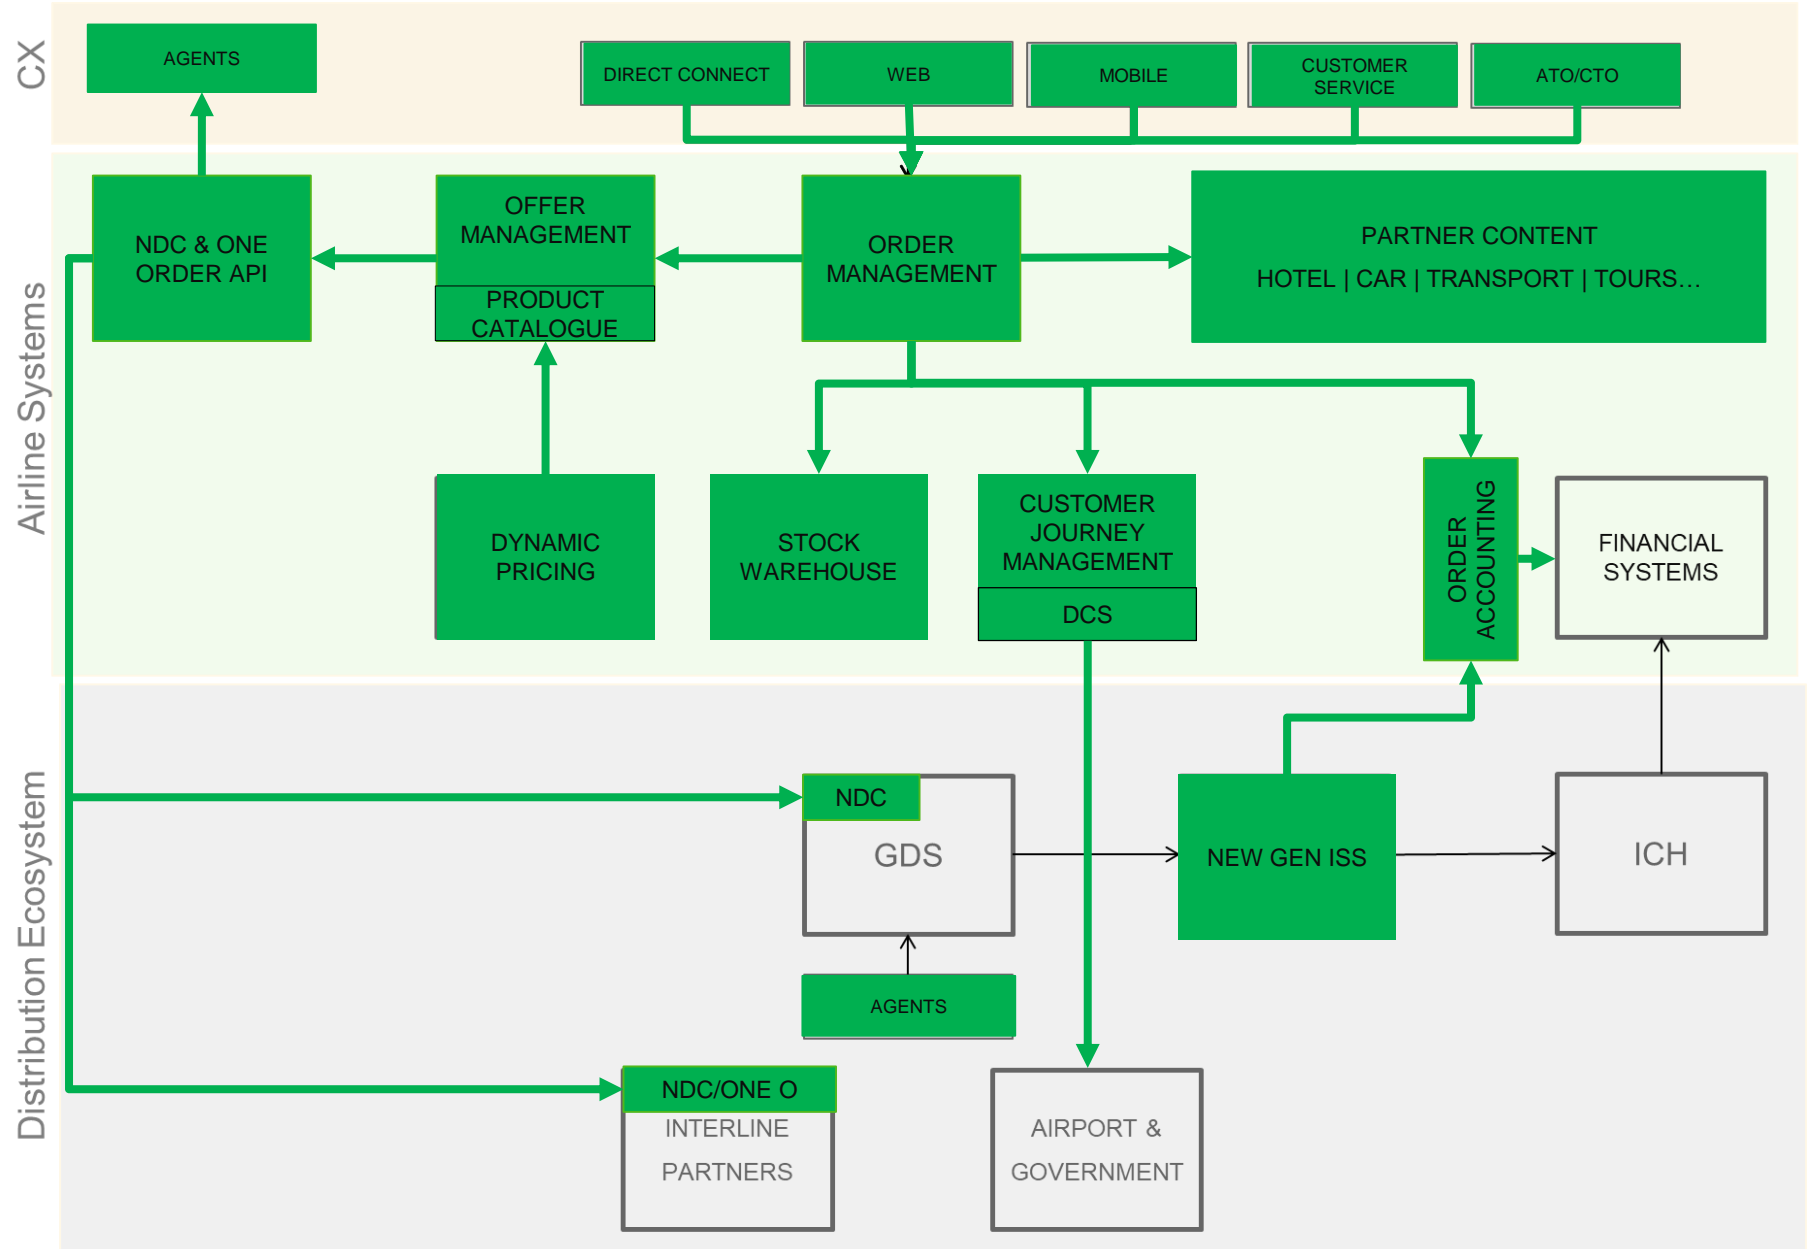 CX
AGENTS
DIRECT CONNECT
WEB
MOBILE
CUSTOMER
SERVICE
ATO/CTO
Airline Systems
NDC & ONE
ORDER API
OFFER
MANAGEMENT
PRODUCT
CATALOGUE
ORDER
MANAGEMENT
PARTNER CONTENT
HOTEL | CAR | TRANSPORT | TOURS…
DYNAMIC
PRICING
STOCK
WAREHOUSE
CUSTOMER
JOURNEY
MANAGEMENT
DCS
ORDER
ACCOUNTING
FINANCIAL
SYSTEMS
Distribution Ecosystem
NDC
GDS
NEW GEN ISS
ICH
AGENTS
NDC/ONE O
INTERLINE
PARTNERS
AIRPORT &
GOVERNMENT